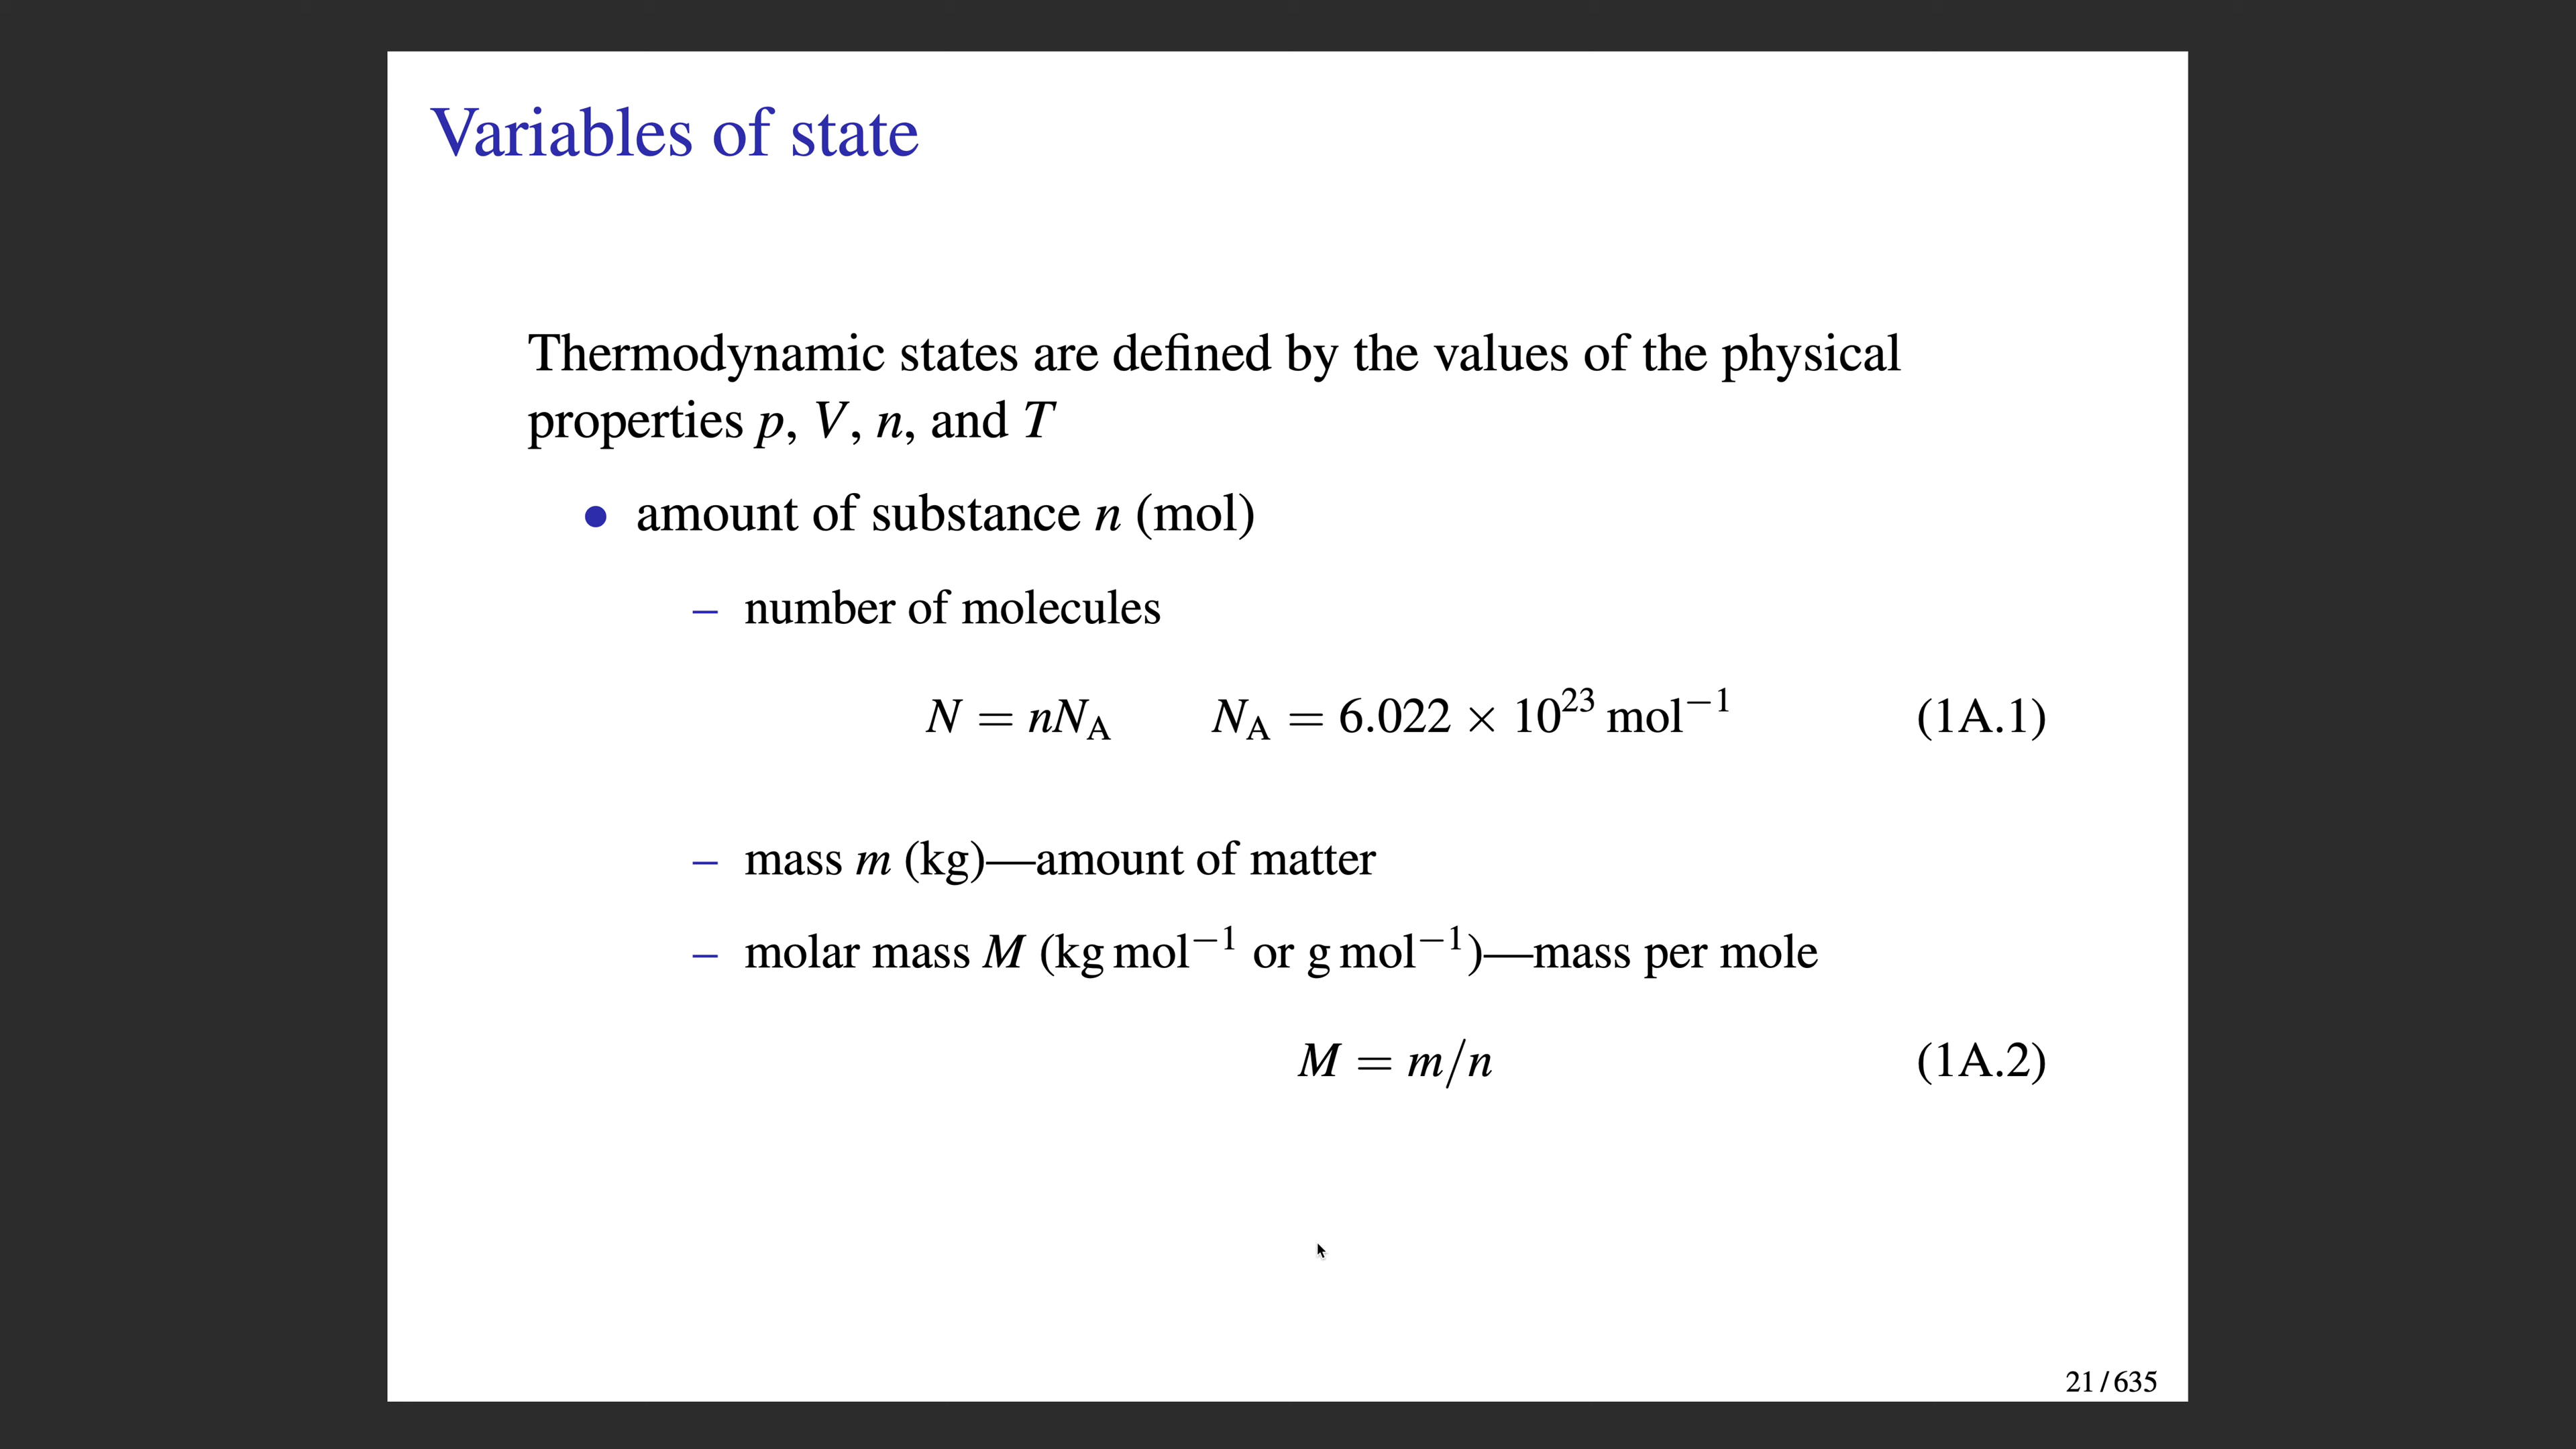 Variables of state
Thermodynamic states are defined by the values of the physical
properties p, V, n, and T
• amount of substance n (mol)
– number of molecules
N = nN_A N_A = 6.022 × 10^23 mol^−1 (1A.1)
– mass m (kg)—amount of matter
– molar mass M (kg mol^−1 or g mol^−1)—mass per mole
M = m/n (1A.2)
21 / 635